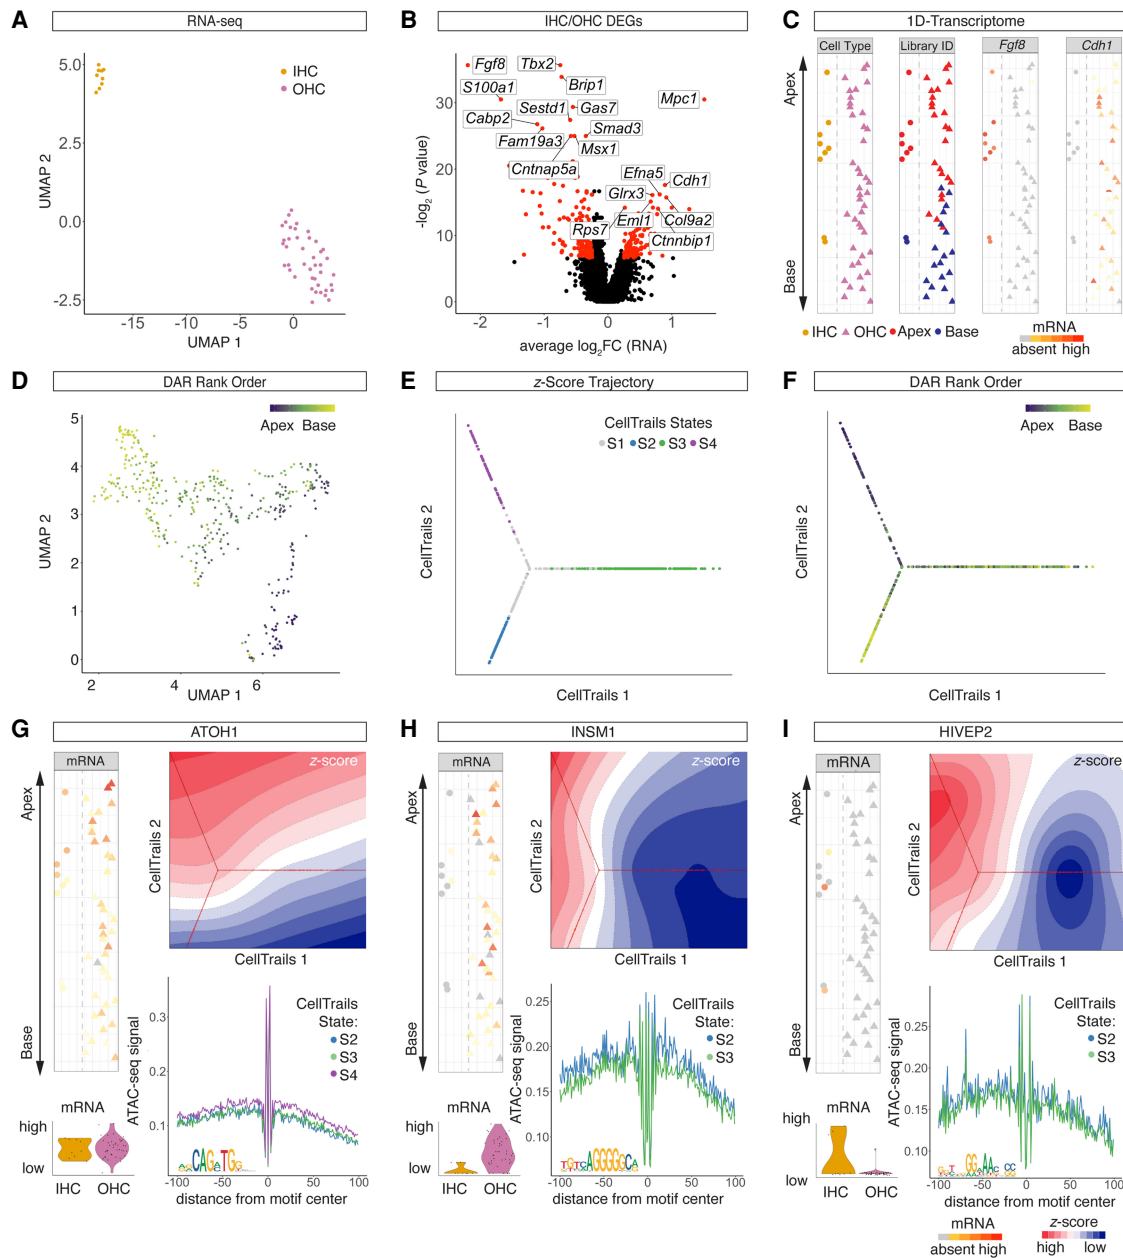 A
RNA-seq
5.0
2.5
0.0
-2.5
UMAP 2
-15
-10
-5
0
UMAP 1
IHC
OHC
B
IHC/OHC DEGs
Fgf8
Tbx2
S100a1
Brip1
Mpc1
Sestd1
Gas7
Cabp2
Smad3
Fam19a3
Msx1
Cntnap5a
Efna5
Cdh1
Glrx3
Rps7
Eml1
Col9a2
Ctnnbip1
30
20
10
0
-log2 (P value)
-2
-1
0
1
average log2FC (RNA)
C
1D-Transcriptome
Cell Type
Library ID
Fgf8
Cdh1
Apex
Base
IHC
OHC
Apex
Base
mRNA
absent high
D
DAR Rank Order
Apex Base
5
4
3
2
1
0
UMAP 2
2
4
6
UMAP 1
E
z-Score Trajectory
CellTrails States
S1 S2 S3 S4
CellTrails 2
CellTrails 1
F
DAR Rank Order
Apex Base
CellTrails 2
CellTrails 1
G
ATOH1
mRNA
Apex
Base
z-score
CellTrails 2
CellTrails 1
CellTrails
State:
S2
S3
S4
0.3
0.2
0.1
ATAC-seq signal
CAGATGG
-100
-50
0
50
100
distance from motif center
mRNA
high
low
IHC OHC
H
INSM1
mRNA
Apex
Base
z-score
CellTrails 2
CellTrails 1
CellTrails
State:
S2
S3
0.25
0.20
0.15
0.10
ATAC-seq signal
TGTCAGGGGGCA
-100
-50
0
50
100
distance from motif center
mRNA
high
low
IHC OHC
I
HIVEP2
mRNA
Apex
Base
z-score
CellTrails 2
CellTrails 1
CellTrails
State:
S2
S3
0.25
0.20
0.15
0.10
ATAC-seq signal
-100
-50
0
50
100
distance from motif center
mRNA
high
low
IHC OHC
mRNA
absent high
z-score
high low